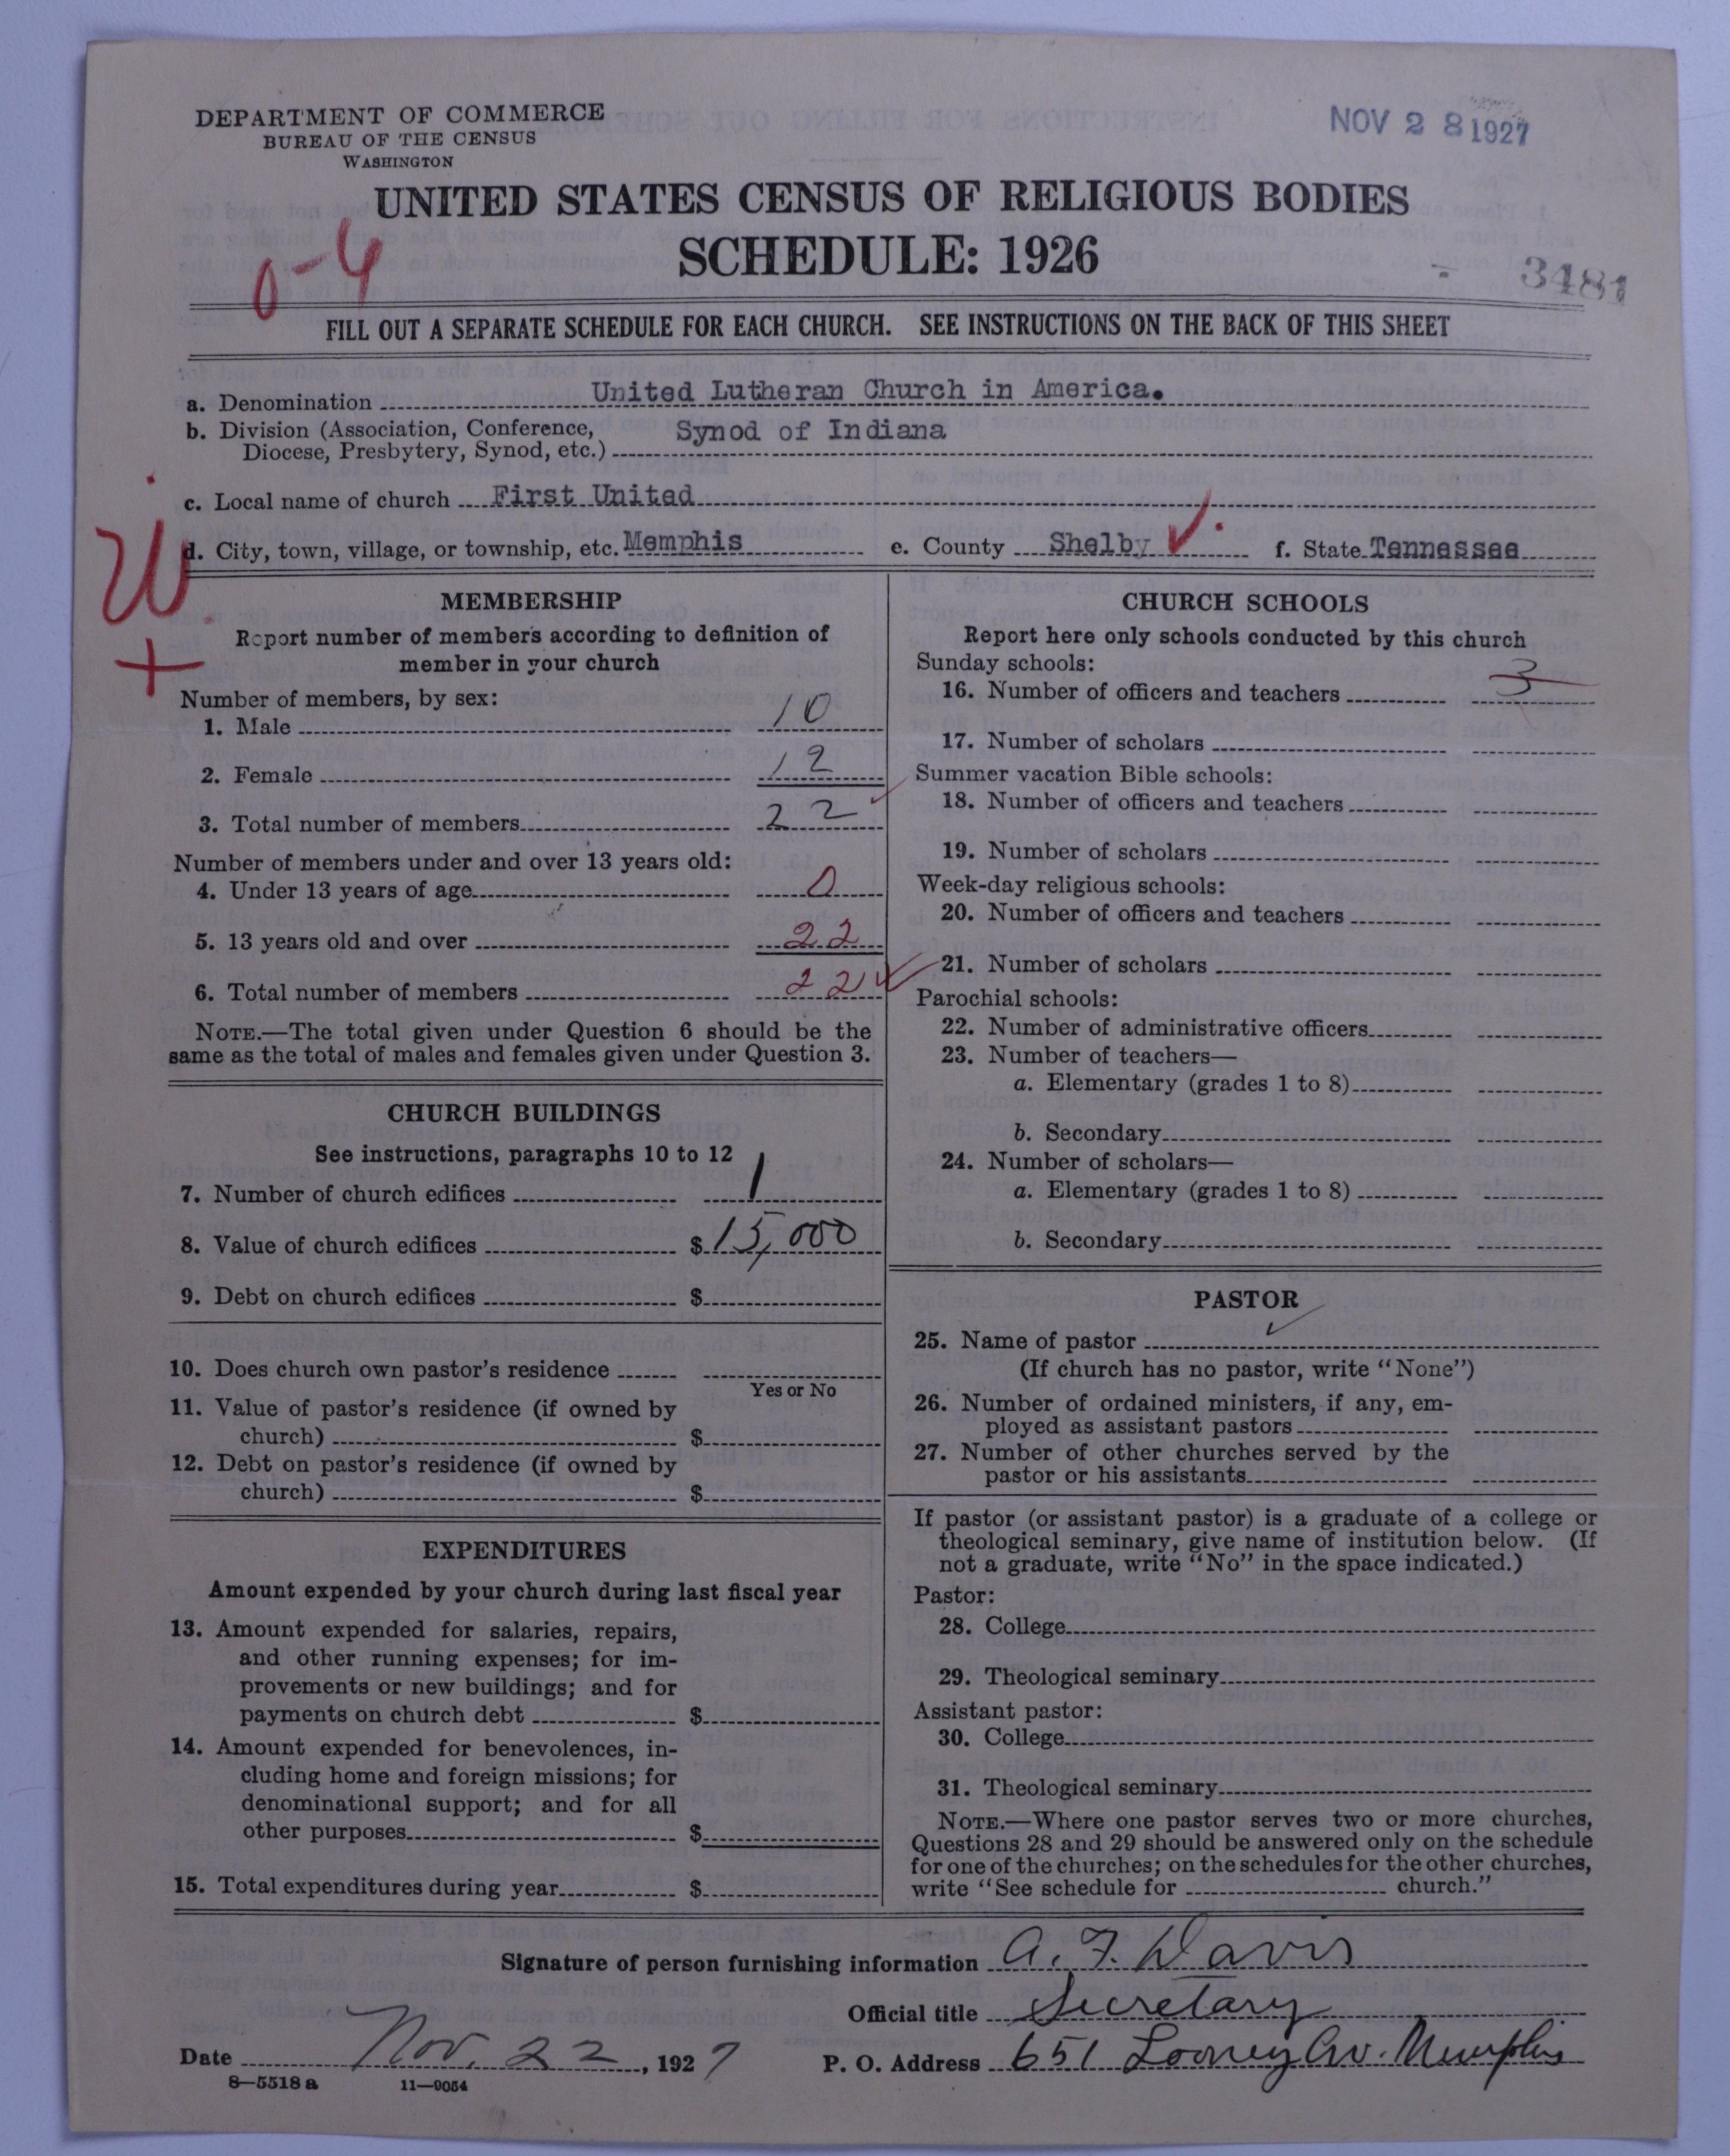 DEPARTMENT OF COMMERCE
BUREAU OF THE CENSUS
WASHINGTON
NOV 28 1927
UNITED STATES CENSUS OF RELIGIOUS BODIES
SCHEDULE: 1926
0-4
3481
FILL OUT A SEPARATE SCHEDULE FOR EACH CHURCH. SEE INSTRUCTIONS ON THE BACK OF THIS SHEET
a. Denomination United Lutheran Church in America.
b. Division (Association, Conference, Diocese, Presbytery, Synod, etc.) Synod of Indiana
c. Local name of church First United
d. City, town, village, or township, etc. Memphis e. County Shelby f. State Tennessee
MEMBERSHIP
Report number of members according to definition of
member in your church
Number of members, by sex:
1. Male 10
2. Female 12
3. Total number of members 22
Number of members under and over 13 years old:
4. Under 13 years of age 0
5. 13 years old and over 22
6. Total number of members 22
NOTE.—The total given under Question 6 should be the
same as the total of males and females given under Question 3.
CHURCH BUILDINGS
See instructions, paragraphs 10 to 12
7. Number of church edifices 1
8. Value of church edifices $15,000
9. Debt on church edifices $
10. Does church own pastor's residence
Yes or No
11. Value of pastor's residence (if owned by
church) $
12. Debt on pastor's residence (if owned by
church) $
EXPENDITURES
Amount expended by your church during last fiscal year
13. Amount expended for salaries, repairs,
and other running expenses; for im-
provements or new buildings; and for
payments on church debt $
14. Amount expended for benevolences, in-
cluding home and foreign missions; for
denominational support; and for all
other purposes $
15. Total expenditures during year $
CHURCH SCHOOLS
Report here only schools conducted by this church
Sunday schools:
16. Number of officers and teachers 3
17. Number of scholars
Summer vacation Bible schools:
18. Number of officers and teachers
19. Number of scholars
Week-day religious schools:
20. Number of officers and teachers
21. Number of scholars
Parochial schools:
22. Number of administrative officers
23. Number of teachers—
a. Elementary (grades 1 to 8)
b. Secondary
24. Number of scholars—
a. Elementary (grades 1 to 8)
b. Secondary
PASTOR
25. Name of pastor
(If church has no pastor, write "None")
26. Number of ordained ministers, if any, em-
ployed as assistant pastors
27. Number of other churches served by the
pastor or his assistants
If pastor (or assistant pastor) is a graduate of a college or
theological seminary, give name of institution below. (If
not a graduate, write "No" in the space indicated.)
Pastor:
28. College
29. Theological seminary
Assistant pastor:
30. College
31. Theological seminary
NOTE.—Where one pastor serves two or more churches,
Questions 28 and 29 should be answered only on the schedule
for one of the churches; on the schedules for the other churches,
write "See schedule for church."
Signature of person furnishing information A. F. Davis
Official title Secretary
Date Nov. 22, 1927 P. O. Address 651 Looney Av. Memphis
8—5518 a 11—9054